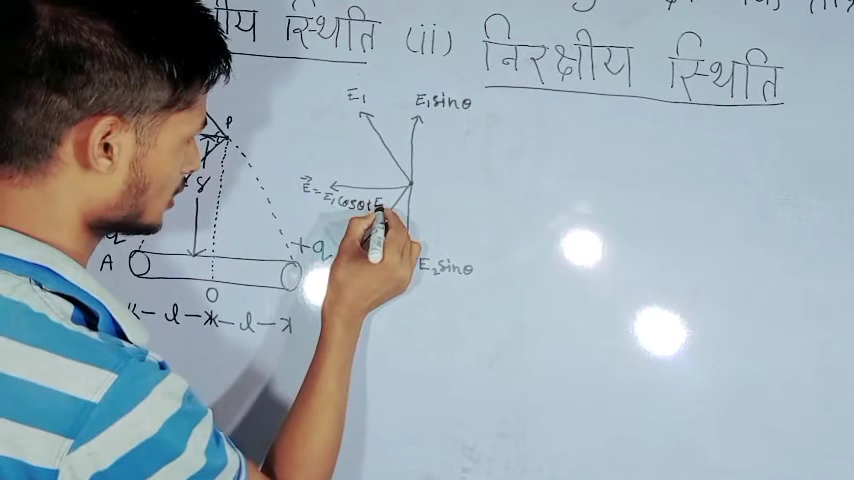 स्थिति (ii) निरक्षीय स्थिति
E₁ E₁sinθ
P
E⃗ = E₁cosθ+E
r
+q
A
E₂sinθ
O
l l